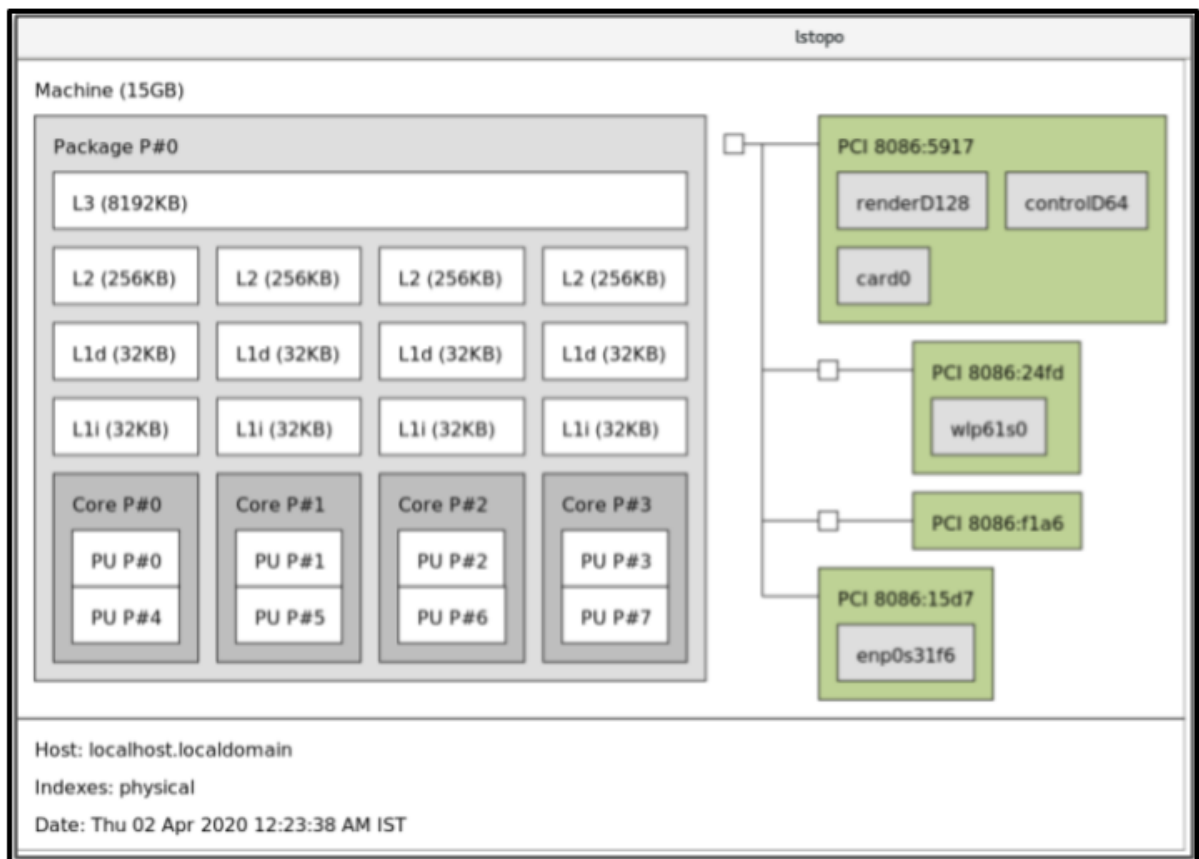 lstopo
Machine (15GB)
Package P#0
L3 (8192KB)
L2 (256KB) L2 (256KB) L2 (256KB) L2 (256KB)
L1d (32KB) L1d (32KB) L1d (32KB) L1d (32KB)
L1i (32KB) L1i (32KB) L1i (32KB) L1i (32KB)
Core P#0 Core P#1 Core P#2 Core P#3
PU P#0 PU P#1 PU P#2 PU P#3
PU P#4 PU P#5 PU P#6 PU P#7
PCI 8086:5917
renderD128 controlD64
card0
PCI 8086:24fd
wlp61s0
PCI 8086:f1a6
PCI 8086:15d7
enp0s31f6
Host: localhost.localdomain
Indexes: physical
Date: Thu 02 Apr 2020 12:23:38 AM IST